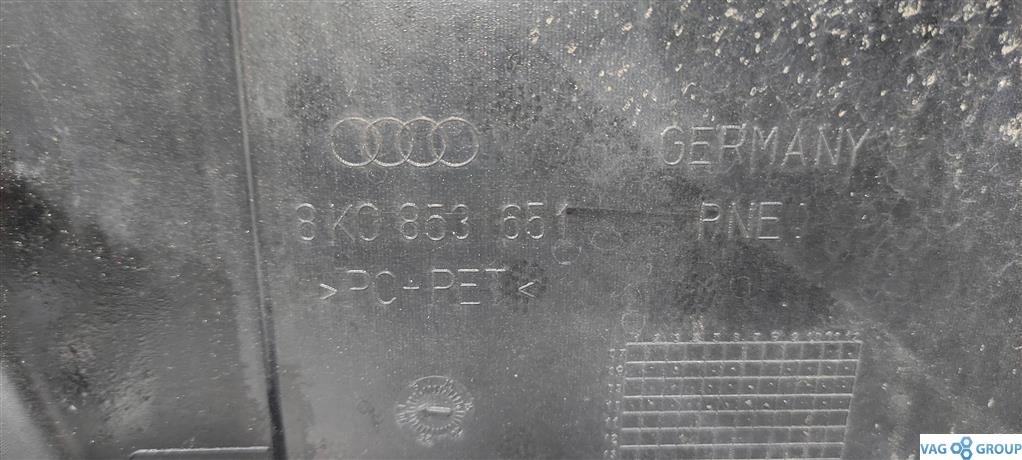 GERMANY
8K0 853 651 PNE
>PC+PET<
VAG GROUP